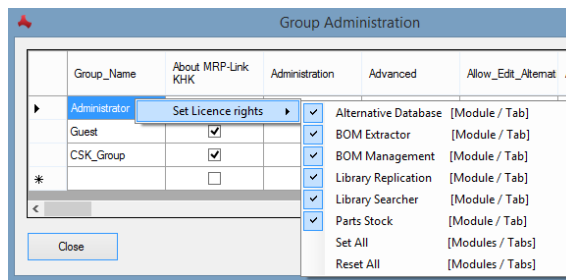 Group Administration
Group_Name About MRP-Link KHK Administration Advanced Allow_Edit_Alternat
Administrator Set Licence rights
Guest
CSK_Group
Alternative Database [Module / Tab]
BOM Extractor [Module / Tab]
BOM Management [Module / Tab]
Library Replication [Module / Tab]
Library Searcher [Module / Tab]
Parts Stock [Module / Tab]
Set All [Modules / Tabs]
Reset All [Modules / Tabs]
Close